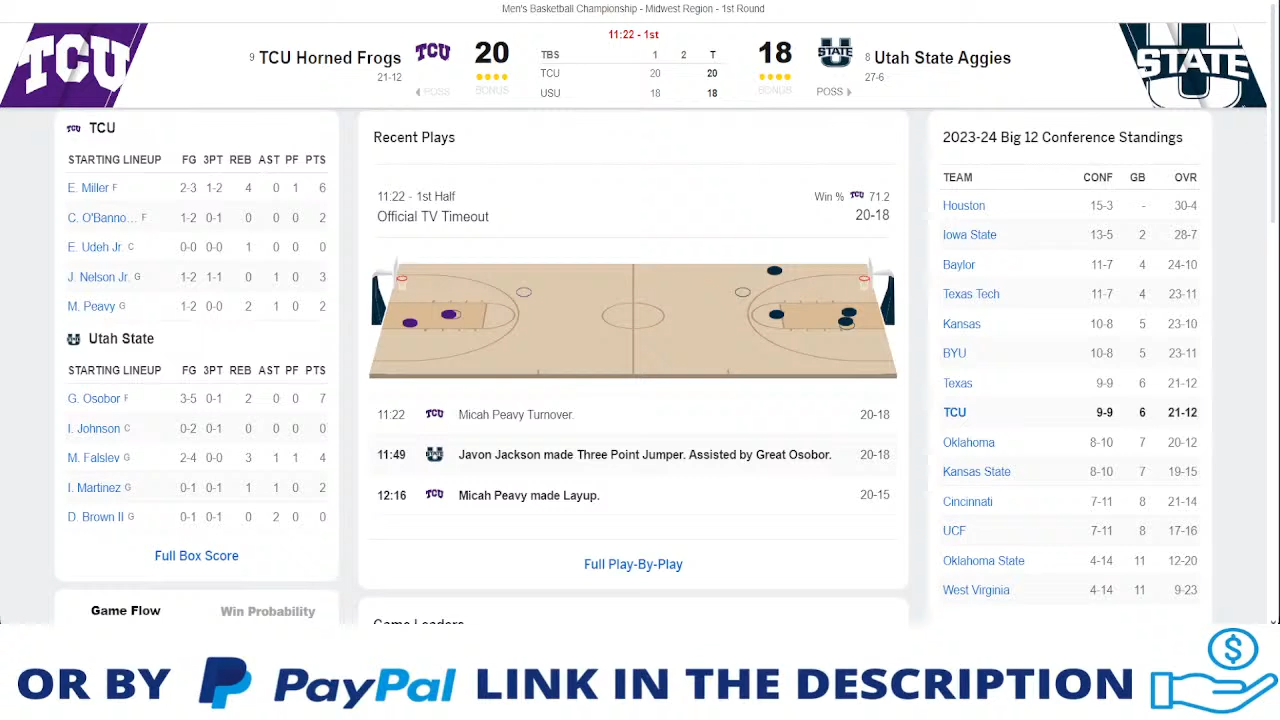 Men's Basketball Championship - Midwest Region - 1st Round
TCU
9 TCU Horned Frogs
21-12
TCU
POSS
20
BONUS
11:22 - 1st
TBS 1 2 T
TCU 20 20
USU 18 18
18
BONUS
STATE
POSS
8 Utah State Aggies
27-6
STATE
TCU TCU
STARTING LINEUP FG 3PT REB AST PF PTS
E. Miller F 2-3 1-2 4 0 1 6
C. O'Banno... F 1-2 0-1 0 0 0 2
E. Udeh Jr. C 0-0 0-0 1 0 0 0
J. Nelson Jr. G 1-2 1-1 0 1 0 3
M. Peavy G 1-2 0-0 2 1 0 2
Utah State
STARTING LINEUP FG 3PT REB AST PF PTS
G. Osobor F 3-5 0-1 2 0 0 7
I. Johnson C 0-2 0-1 0 0 0 0
M. Falslev G 2-4 0-0 3 1 1 4
I. Martinez G 0-1 0-1 1 1 0 2
D. Brown II G 0-1 0-1 0 2 0 0
Full Box Score
Game Flow Win Probability
Recent Plays
11:22 - 1st Half Win % TCU 71.2
Official TV Timeout 20-18
11:22 TCU Micah Peavy Turnover. 20-18
11:49 STATE Javon Jackson made Three Point Jumper. Assisted by Great Osobor. 20-18
12:16 TCU Micah Peavy made Layup. 20-15
Full Play-By-Play
Game Leaders
2023-24 Big 12 Conference Standings
TEAM CONF GB OVR
Houston 15-3 - 30-4
Iowa State 13-5 2 28-7
Baylor 11-7 4 24-10
Texas Tech 11-7 4 23-11
Kansas 10-8 5 23-10
BYU 10-8 5 23-11
Texas 9-9 6 21-12
TCU 9-9 6 21-12
Oklahoma 8-10 7 20-12
Kansas State 8-10 7 19-15
Cincinnati 7-11 8 21-14
UCF 7-11 8 17-16
Oklahoma State 4-14 11 12-20
West Virginia 4-14 11 9-23
OR BY PayPal LINK IN THE DESCRIPTION